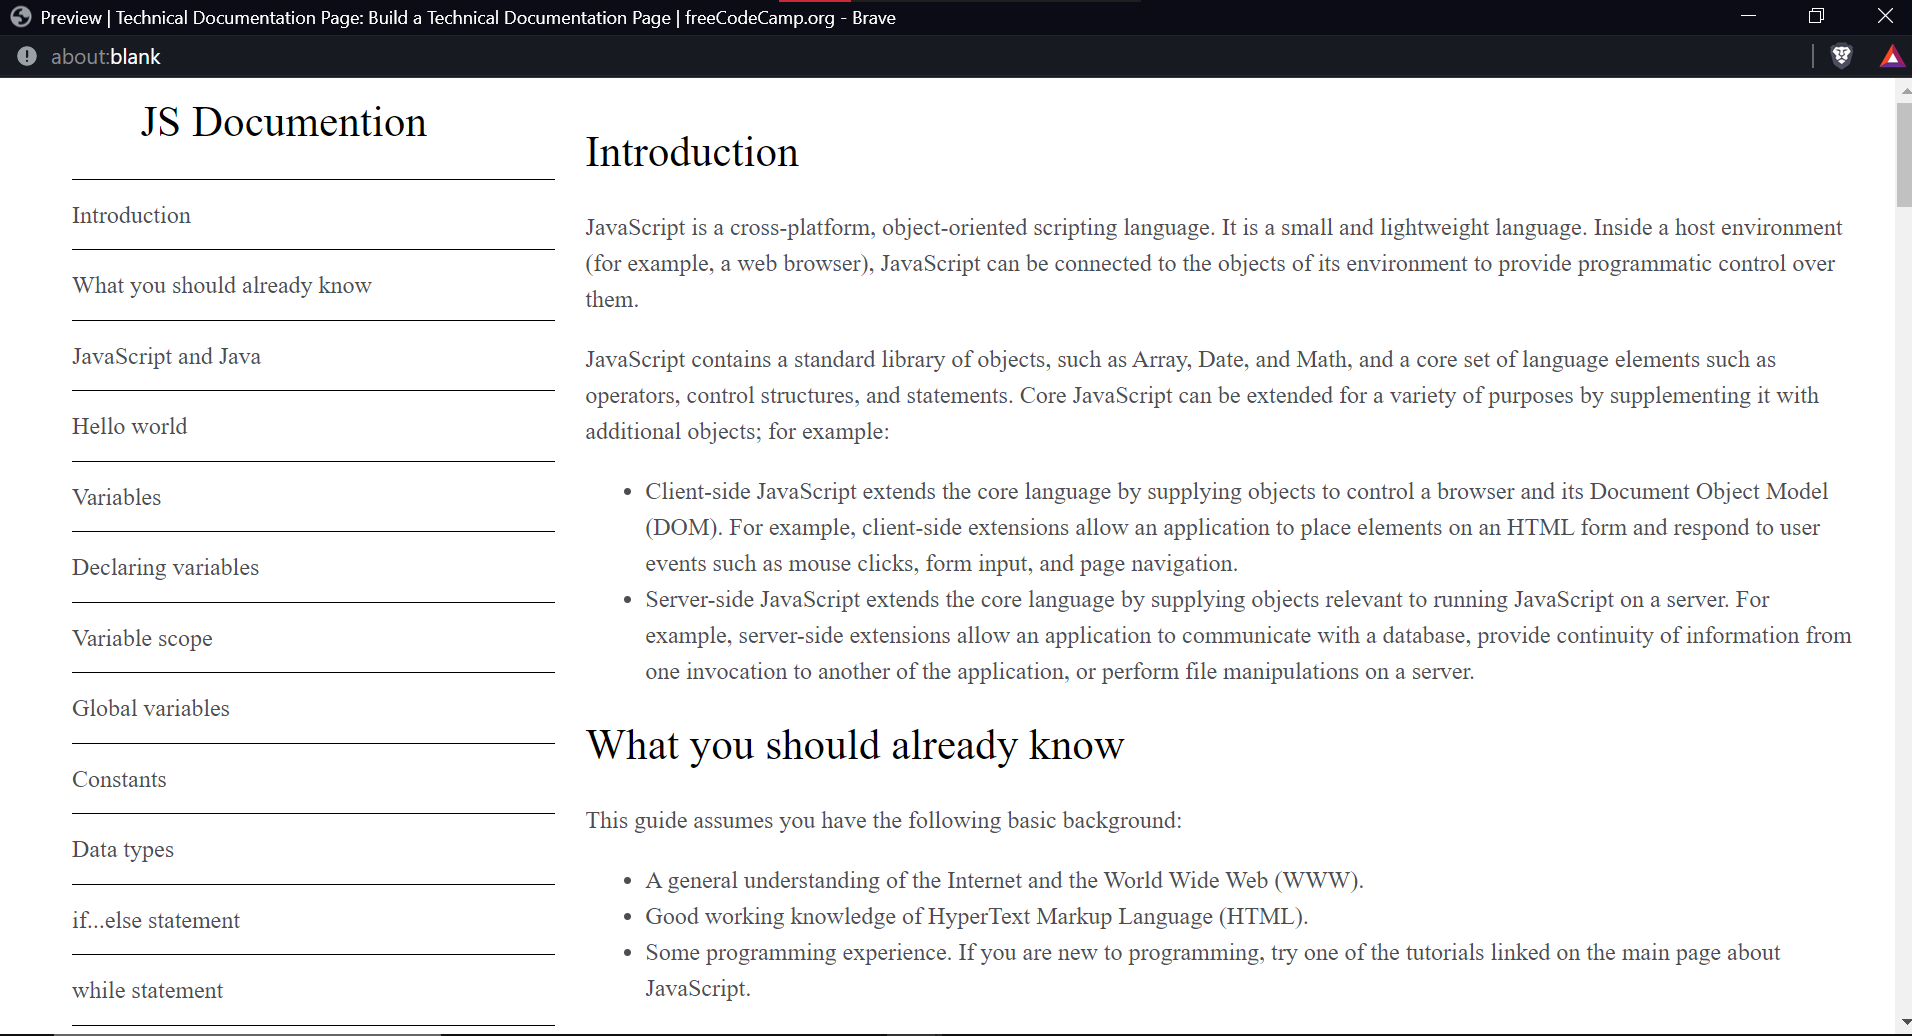 Preview | Technical Documentation Page: Build a Technical Documentation Page | freeCodeCamp.org - Brave
about:blank
JS Documention
Introduction
What you should already know
JavaScript and Java
Hello world
Variables
Declaring variables
Variable scope
Global variables
Constants
Data types
if...else statement
while statement
Introduction
JavaScript is a cross-platform, object-oriented scripting language. It is a small and lightweight language. Inside a host environment
(for example, a web browser), JavaScript can be connected to the objects of its environment to provide programmatic control over
them.
JavaScript contains a standard library of objects, such as Array, Date, and Math, and a core set of language elements such as
operators, control structures, and statements. Core JavaScript can be extended for a variety of purposes by supplementing it with
additional objects; for example:
• Client-side JavaScript extends the core language by supplying objects to control a browser and its Document Object Model
(DOM). For example, client-side extensions allow an application to place elements on an HTML form and respond to user
events such as mouse clicks, form input, and page navigation.
• Server-side JavaScript extends the core language by supplying objects relevant to running JavaScript on a server. For
example, server-side extensions allow an application to communicate with a database, provide continuity of information from
one invocation to another of the application, or perform file manipulations on a server.
What you should already know
This guide assumes you have the following basic background:
• A general understanding of the Internet and the World Wide Web (WWW).
• Good working knowledge of HyperText Markup Language (HTML).
• Some programming experience. If you are new to programming, try one of the tutorials linked on the main page about
JavaScript.